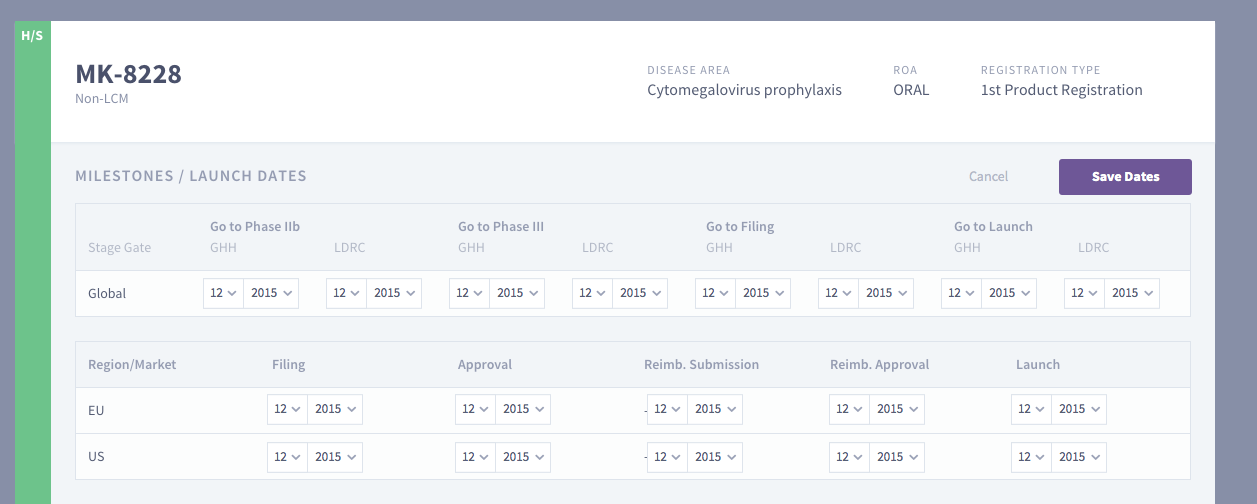 H/S
MK-8228
Non-LCM
DISEASE AREA ROA REGISTRATION TYPE
Cytomegalovirus prophylaxis ORAL 1st Product Registration
MILESTONES / LAUNCH DATES Cancel Save Dates
Go to Phase IIb Go to Phase III Go to Filing Go to Launch
Stage Gate GHH LDRC GHH LDRC GHH LDRC GHH LDRC
Global 12 2015 12 2015 12 2015 12 2015 12 2015 12 2015 12 2015 12 2015
Region/Market Filing Approval Reimb. Submission Reimb. Approval Launch
EU 12 2015 12 2015 - 12 2015 12 2015 12 2015
US 12 2015 12 2015 - 12 2015 12 2015 12 2015